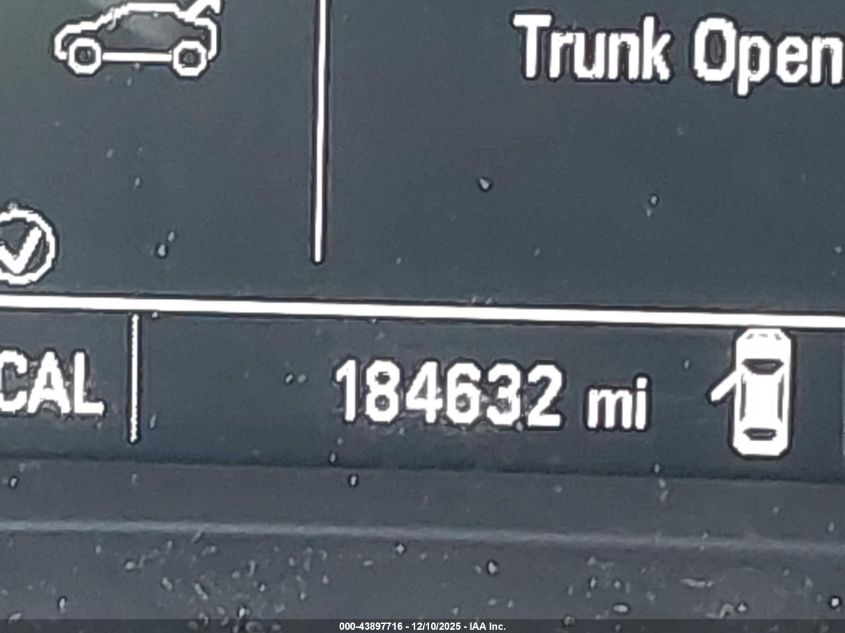 Trunk Open
CAL
184632 mi
000-43897716 - 12/10/2025 - IAA Inc.